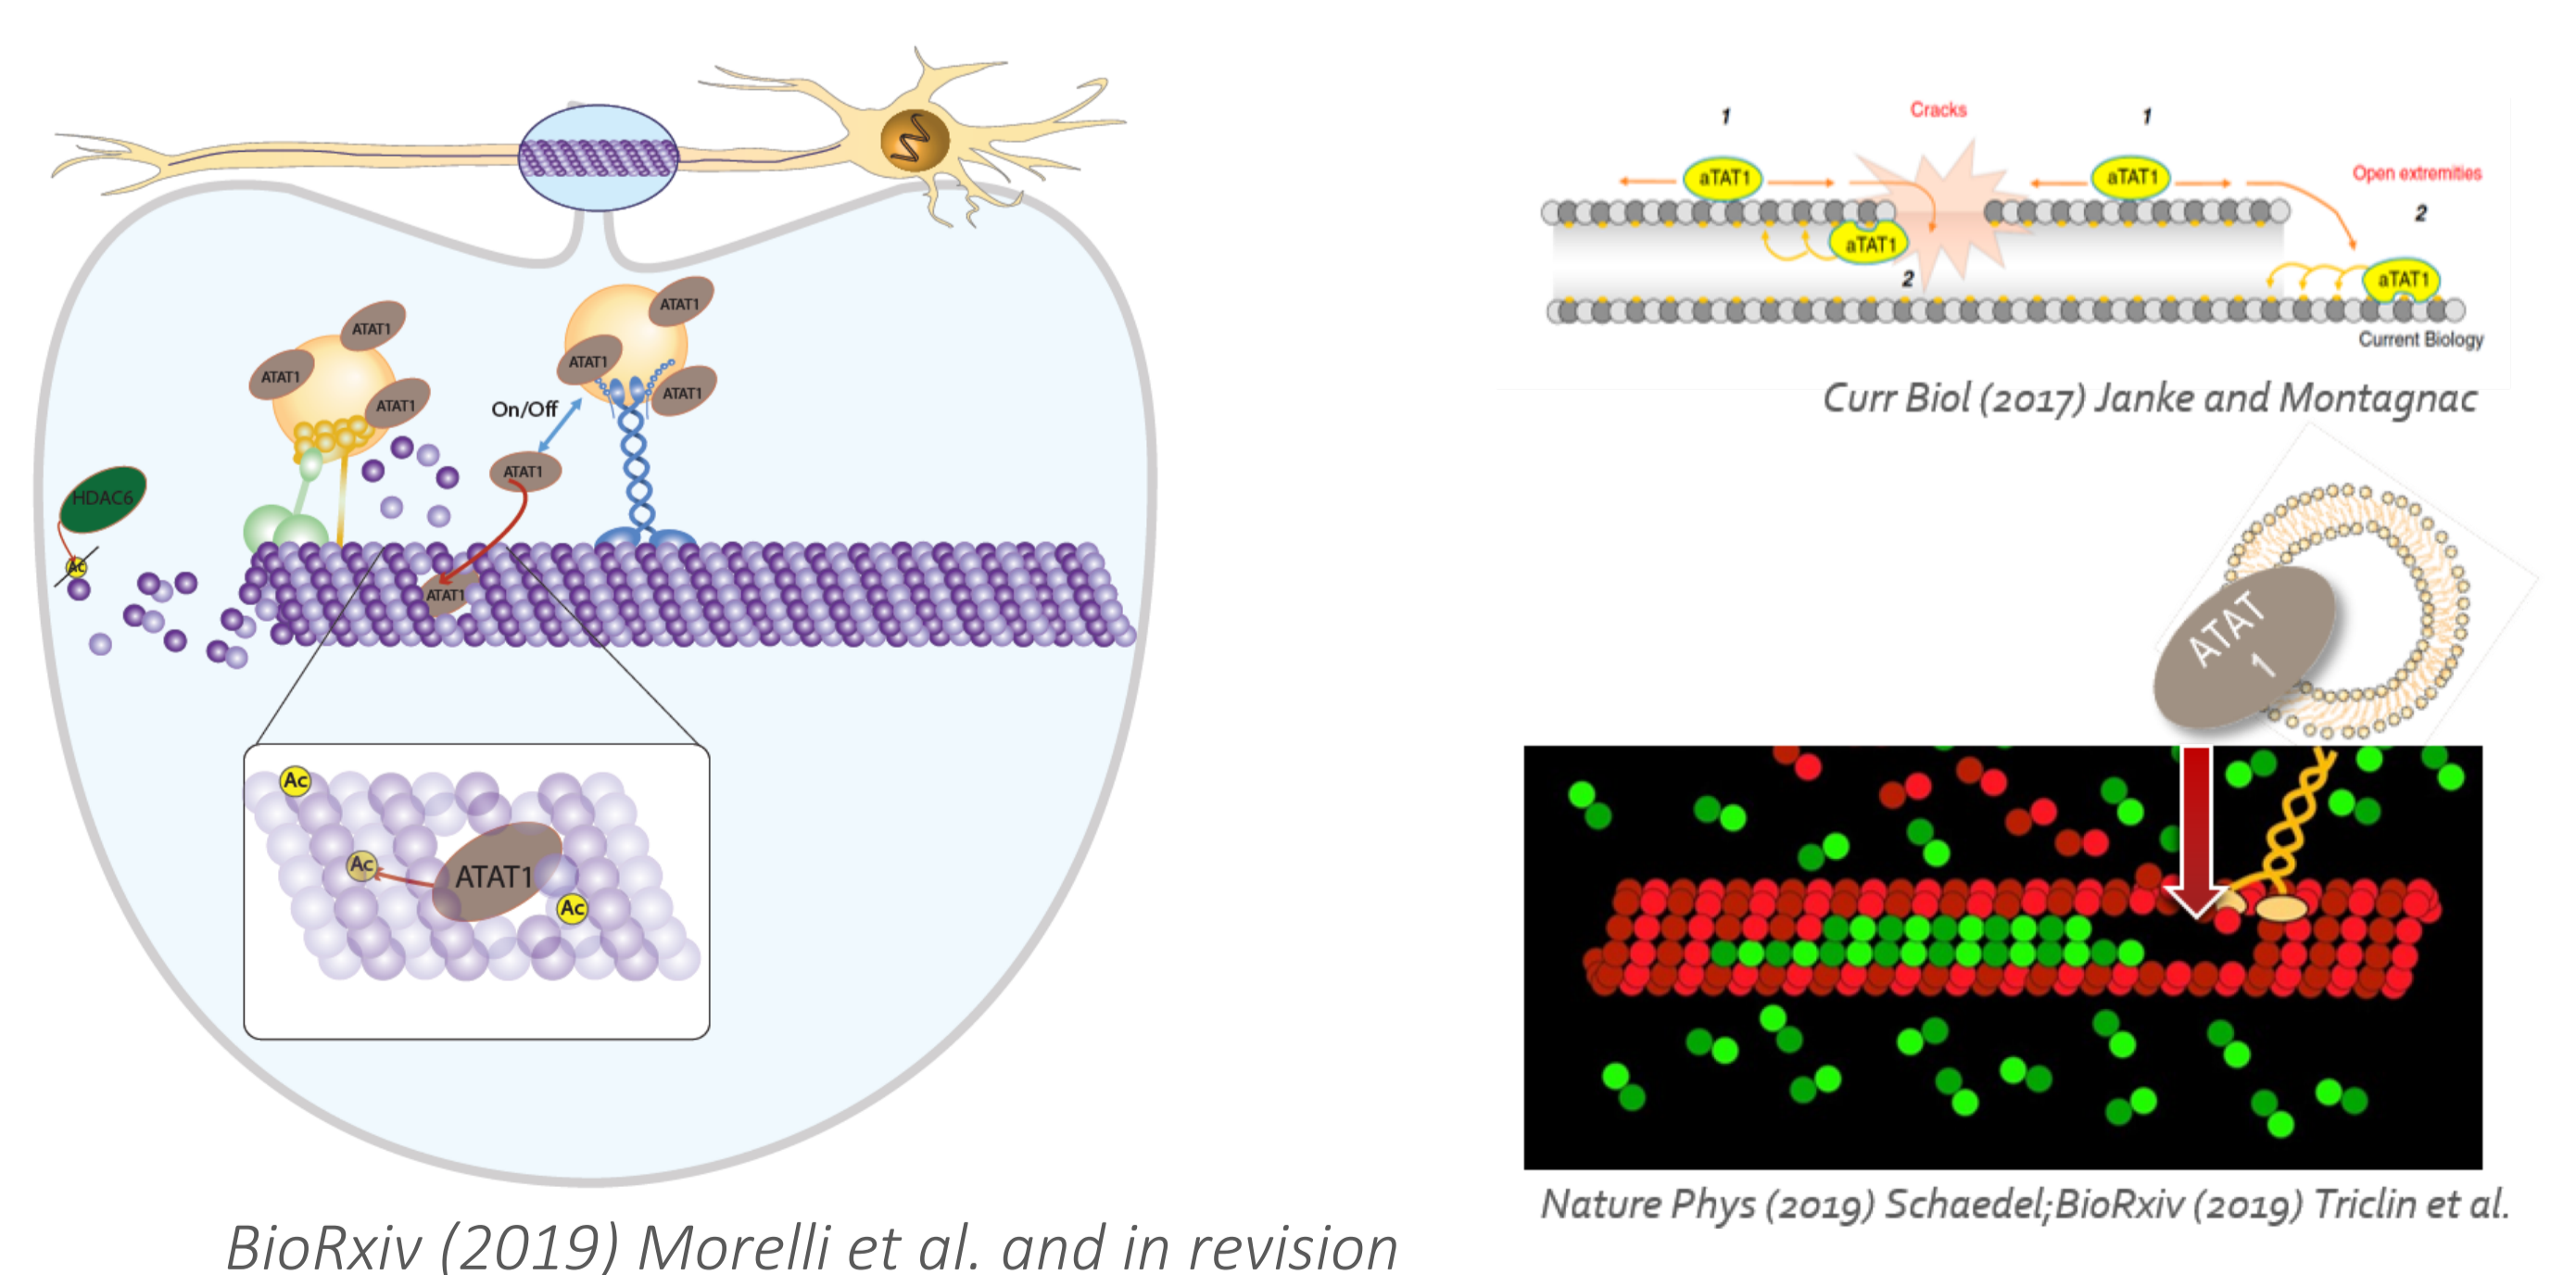 ATAT1
ATAT1
ATAT1
ATAT1
ATAT1
ATAT1
On/Off
ATAT1
HDAC6
Ac
ATAT1
Ac
Ac
ATAT1
Ac
BioRxiv (2019) Morelli et al. and in revision
1
Cracks
1
aTAT1
aTAT1
Open extremities
2
aTAT1
2
aTAT1
Current Biology
Curr Biol (2017) Janke and Montagnac
ATAT
1
Nature Phys (2019) Schaedel;BioRxiv (2019) Triclin et al.